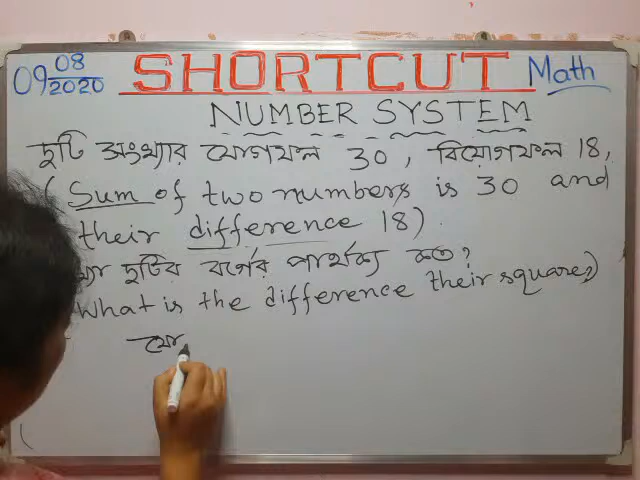 09 08/2020 SHORTCUT Math
NUMBER SYSTEM
দুটি সংখ্যার যোগফল 30, বিয়োগফল 18,
(Sum of two numbers is 30 and
their difference 18).
দুটির বর্গের পার্থক্য কত?
What is the difference their square?)
যো